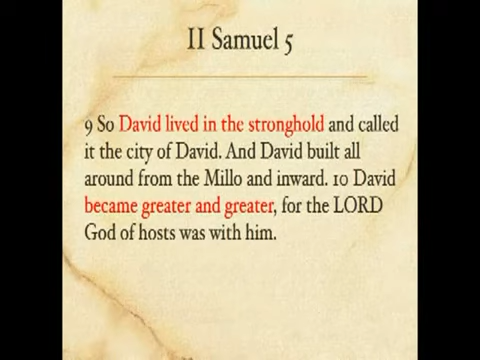 II Samuel 5
9 So David lived in the stronghold and called
it the city of David. And David built all
around from the Millo and inward. 10 David
became greater and greater, for the LORD
God of hosts was with him.